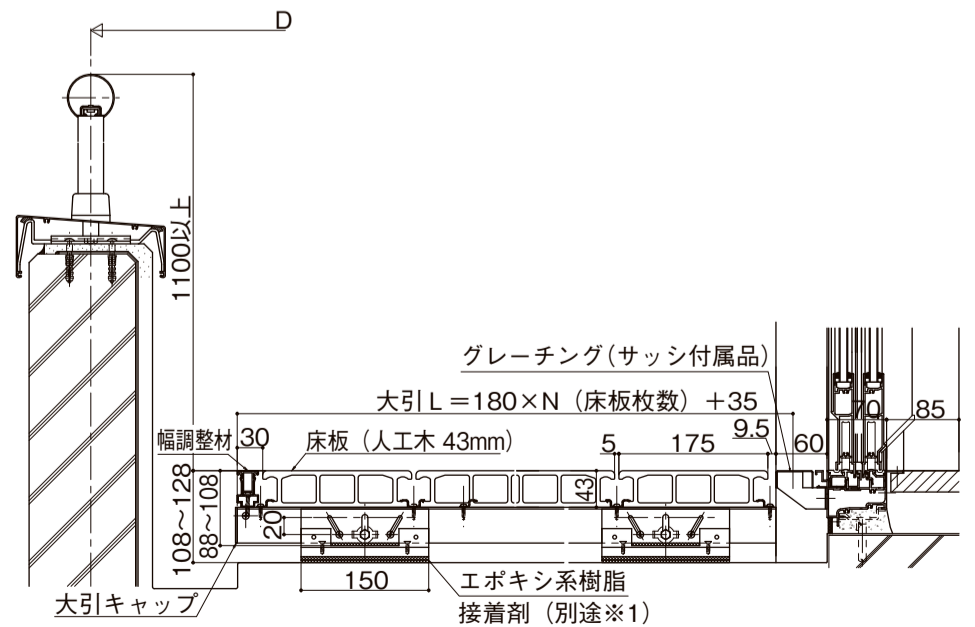 D
1100以上
グレーチング（サッシ付属品）
大引L＝180×N（床板枚数）＋35
70
85
幅調整材
30
床板（人工木 43mm）
5
175
9.5
60
43
108～128
88～108
20
150
大引キャップ
エポキシ系樹脂
接着剤（別途※1）